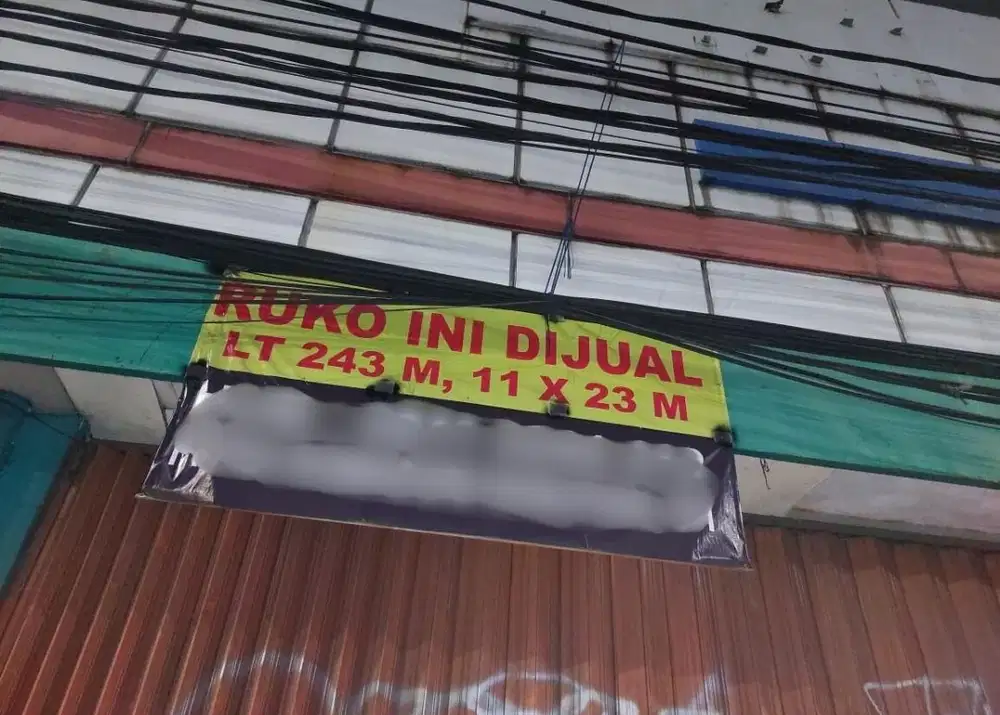 RUKO INI DIJUAL
LT 243 M, 11 X 23 M